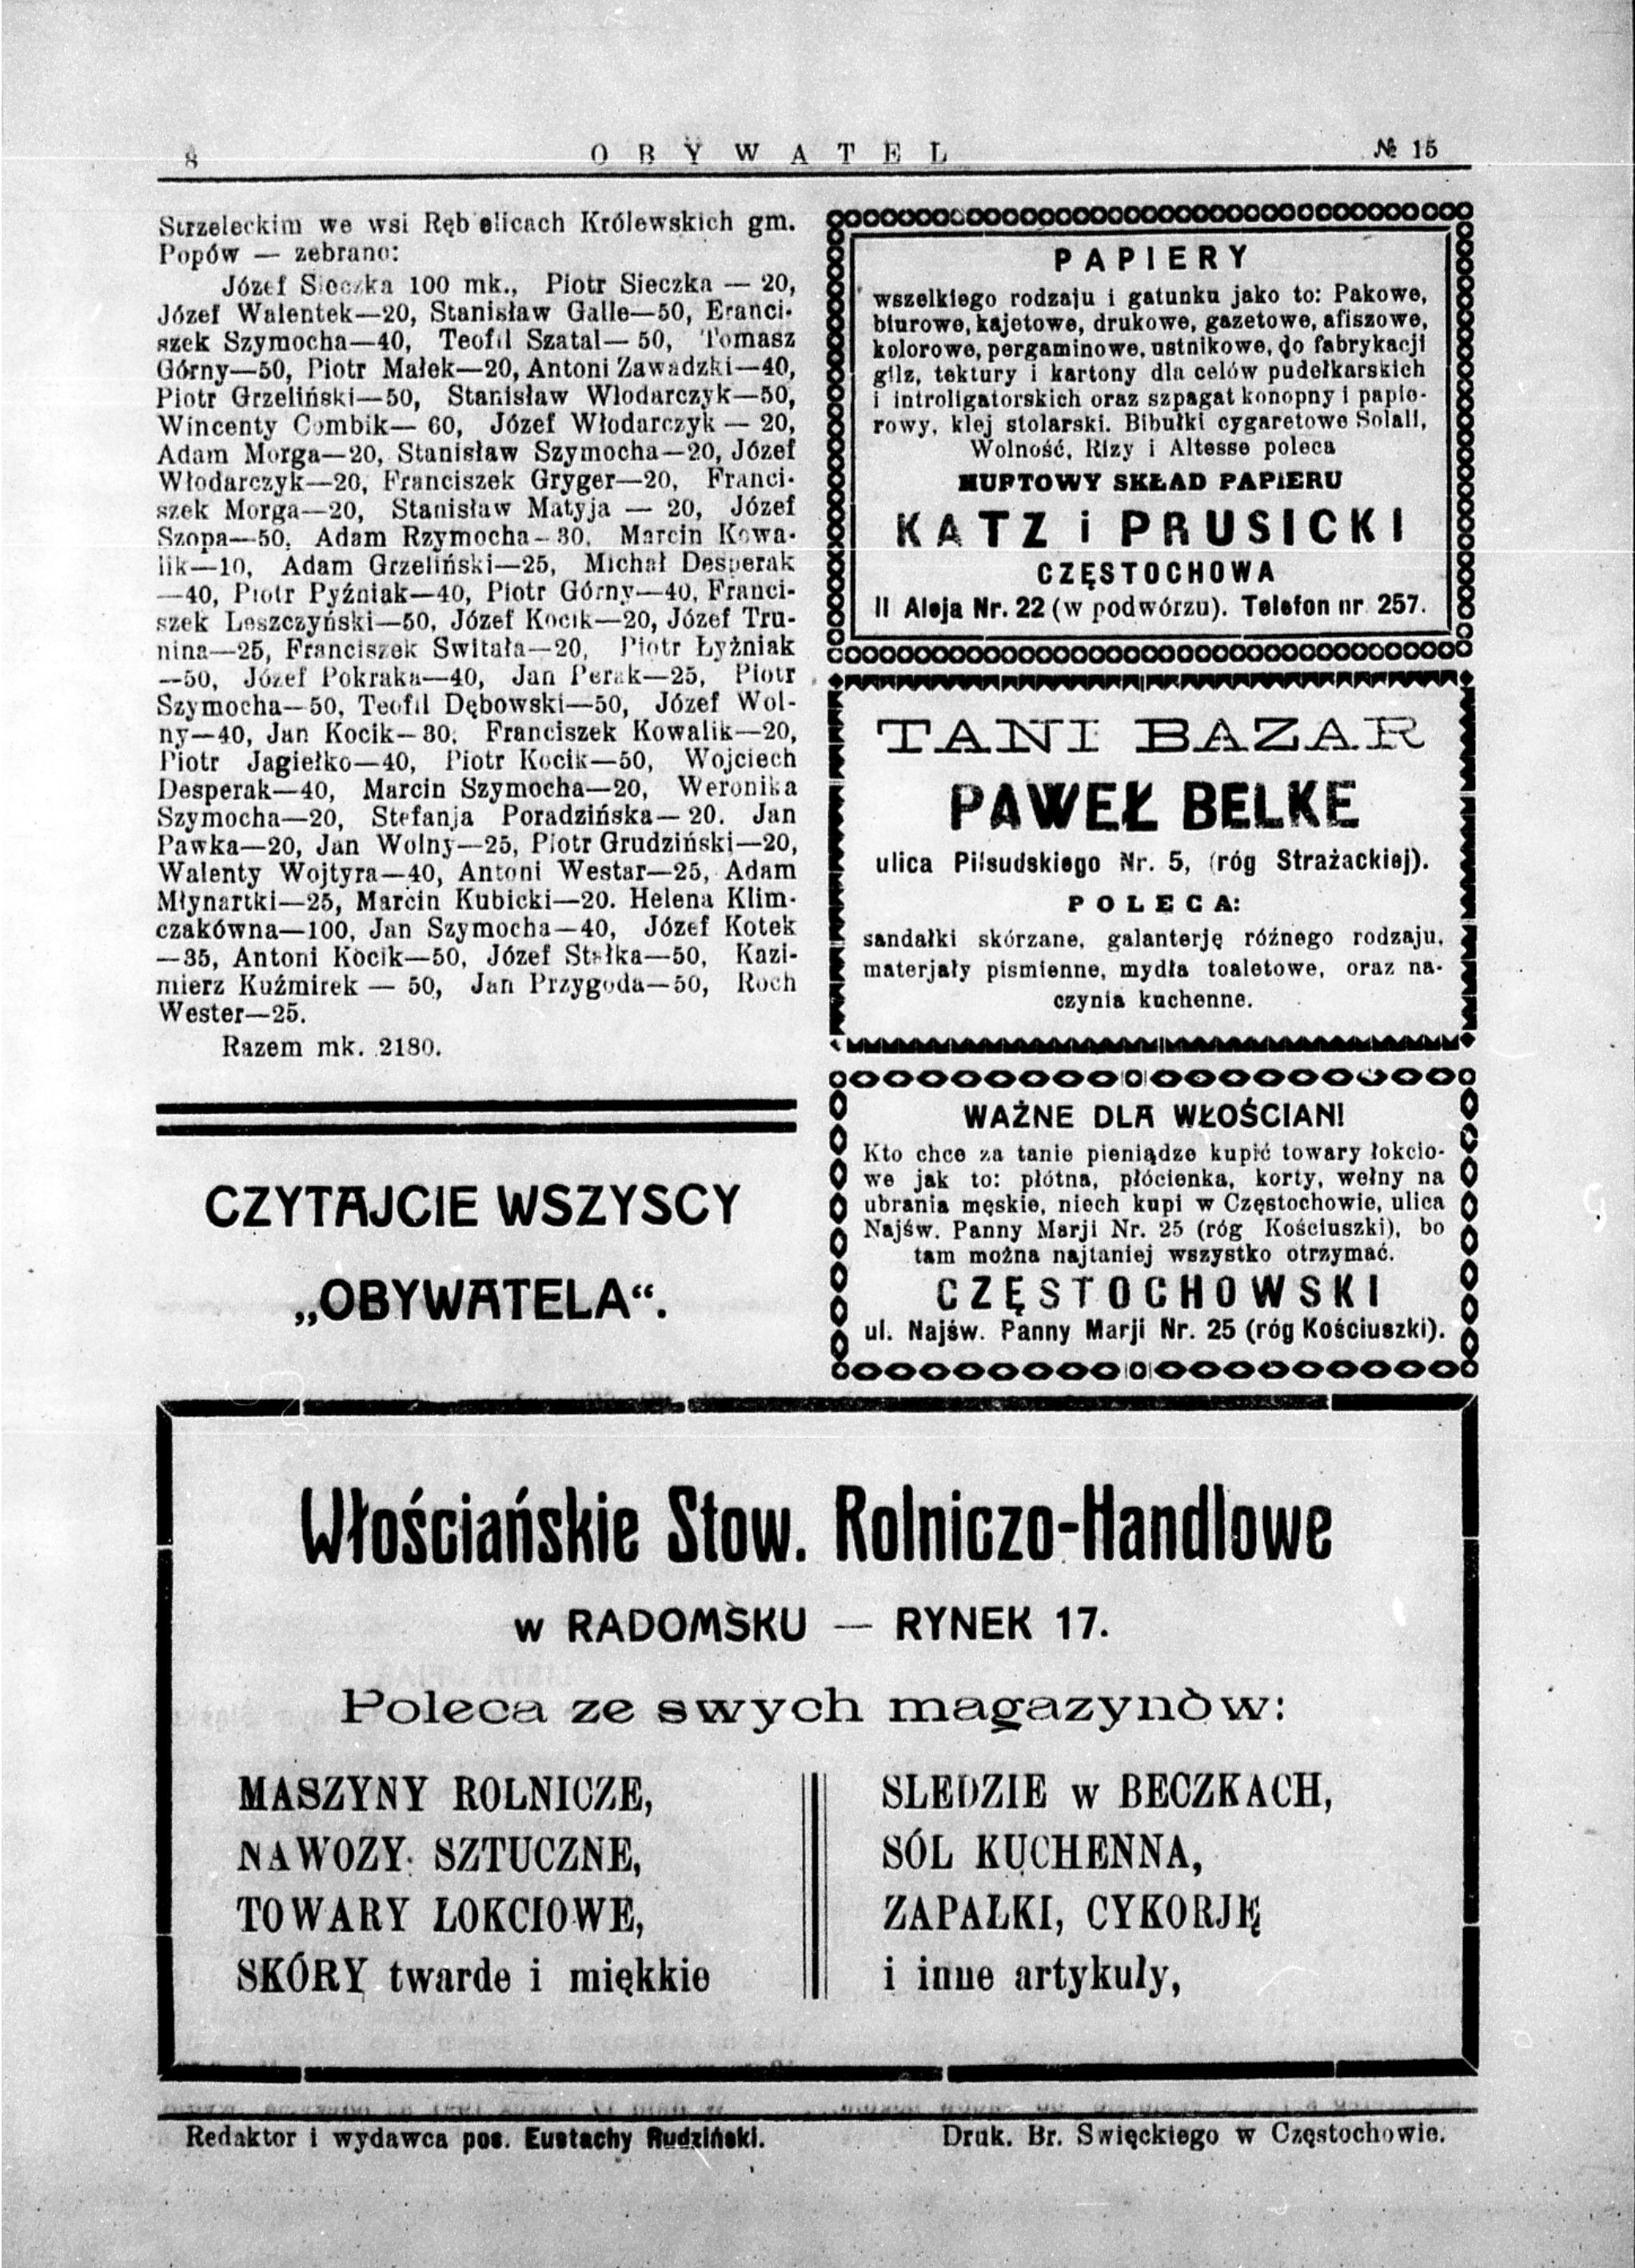 8
OBYWATEL
№ 15
Strzeleckim we wsi Rębielicach Królewskich gm.
Popów — zebrano:
Józef Sieczka 100 mk., Piotr Sieczka — 20,
Józef Walentek—20, Stanisław Galle—50, Franci-
szek Szymocha—40, Teofil Szatal— 50, Tomasz
Górny—50, Piotr Małek—20, Antoni Zawadzki—40,
Piotr Grzeliński—50, Stanisław Wlodarczyk—50,
Wincenty Combik— 60, Józef Włodarczyk — 20,
Adam Morga—20, Stanisław Szymocha—20, Józef
Włodarczyk—20, Franciszek Gryger—20, Franci-
szek Morga—20, Stanisław Matyja — 20, Józef
Szopa—50, Adam Rzymocha—30, Marcin Kowa-
lik—10, Adam Grzeliński—25, Michał Desperak
—40, Piotr Pyźniak—40, Piotr Górny—40, Franci-
szek Leszczyński—50, Józef Kocik—20, Józef Tru-
nina—25, Franciszek Switała—20, Piotr Łyżniak
—50, Józef Pokraka—40, Jan Perak—25, Piotr
Szymocha—50, Teofil Dębowski—50, Józef Wol-
ny—40, Jan Kocik—30, Franciszek Kowalik—20,
Piotr Jagiełko—40, Piotr Kocik—50, Wojciech
Desperak—40, Marcin Szymocha—20, Weronika
Szymocha—20, Stefanja Poradzińska— 20. Jan
Pawka—20, Jan Wolny—25, Piotr Grudziński—20,
Walenty Wojtyra—40, Antoni Westar—25, Adam
Młynartki—25, Marcin Kubicki—20. Helena Klim-
czakówna—100, Jan Szymocha—40, Józef Kotek
—35, Antoni Kocik—50, Józef Stełka—50, Kazi-
mierz Kuźmirek — 50, Jan Przygoda—50, Roch
Wester—25.
Razem mk. 2180.
CZYTAJCIE WSZYSCY
„OBYWATELA“.
PAPIERY
wszelkiego rodzaju i gatunku jako to: Pakowe,
biurowe, kajetowe, drukowe, gazetowe, afiszowe,
kolorowe, pergaminowe, ustnikowe, do fabrykacji
gilz, tektury i kartony dla celów pudełkarskich
i introligatorskich oraz szpagat konopny i papie-
rowy, klej stolarski. Bibułki cygaretowe Solali,
Wolność, Rizy i Altesse poleca
HURTOWY SKŁAD PAPIERU
KATZ i PRUSICKI
CZĘSTOCHOWA
II Aleja Nr. 22 (w podwórzu). Telefon nr 257.
TANI BAZAR
PAWEŁ BELKE
ulica Piłsudskiego Nr. 5, (róg Strażackiej).
POLECA:
sandałki skórzane, galanterję różnego rodzaju,
materjały pismienne, mydła toaletowe, oraz na-
czynia kuchenne.
WAŻNE DLA WŁOŚCIAN!
Kto chce za tanie pieniądze kupić towary łokcio-
we jak to: płótna, płócienka, korty, wełny na
ubrania męskie, niech kupi w Częstochowie, ulica
Najśw. Panny Marji Nr. 25 (róg Kościuszki), bo
tam można najtaniej wszystko otrzymać.
CZĘSTOCHOWSKI
ul. Najśw. Panny Marji Nr. 25 (róg Kościuszki).
Włościańskie Stow. Rolniczo-Handlowe
w RADOMSKU — RYNEK 17.
Poleca ze swych magazynów:
MASZYNY ROLNICZE,
NAWOZY SZTUCZNE,
TOWARY ŁOKCIOWE,
SKÓRY twarde i miękkie
SLEDZIE w BECZKACH,
SÓL KUCHENNA,
ZAPAŁKI, CYKORJĘ
i inne artykuły,
Redaktor i wydawca pos. Eustachy Rudziński.
Druk. Br. Swięckiego w Częstochowie.